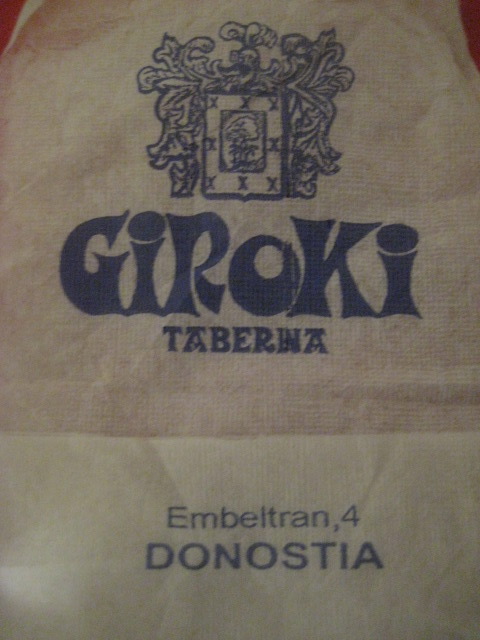 GiROKi
TABERNA
Embeltran,4
DONOSTIA